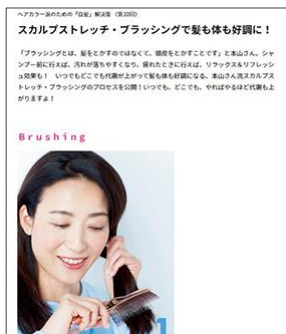 ヘアカラー派のための「白髪」解決策 〈第10回〉
スカルプストレッチ・ブラッシングで髪も体も好調に！
「ブラッシングとは、髪をとかすのではなくて、頭皮をとかすことです」と本山さん。シャ
ンプー前に行えば、汚れが落ちやすくなり、疲れたときに行えば、リラックス＆リフレッシ
ュ効果も！ いつでもどこでも代謝が上がって髪も体も好調になる、本山さん流スカルプス
トレッチ・ブラッシングのプロセスを公開！いつでも、どこでも、やればやるほど代謝も上
がりますよ！
Brushing
1